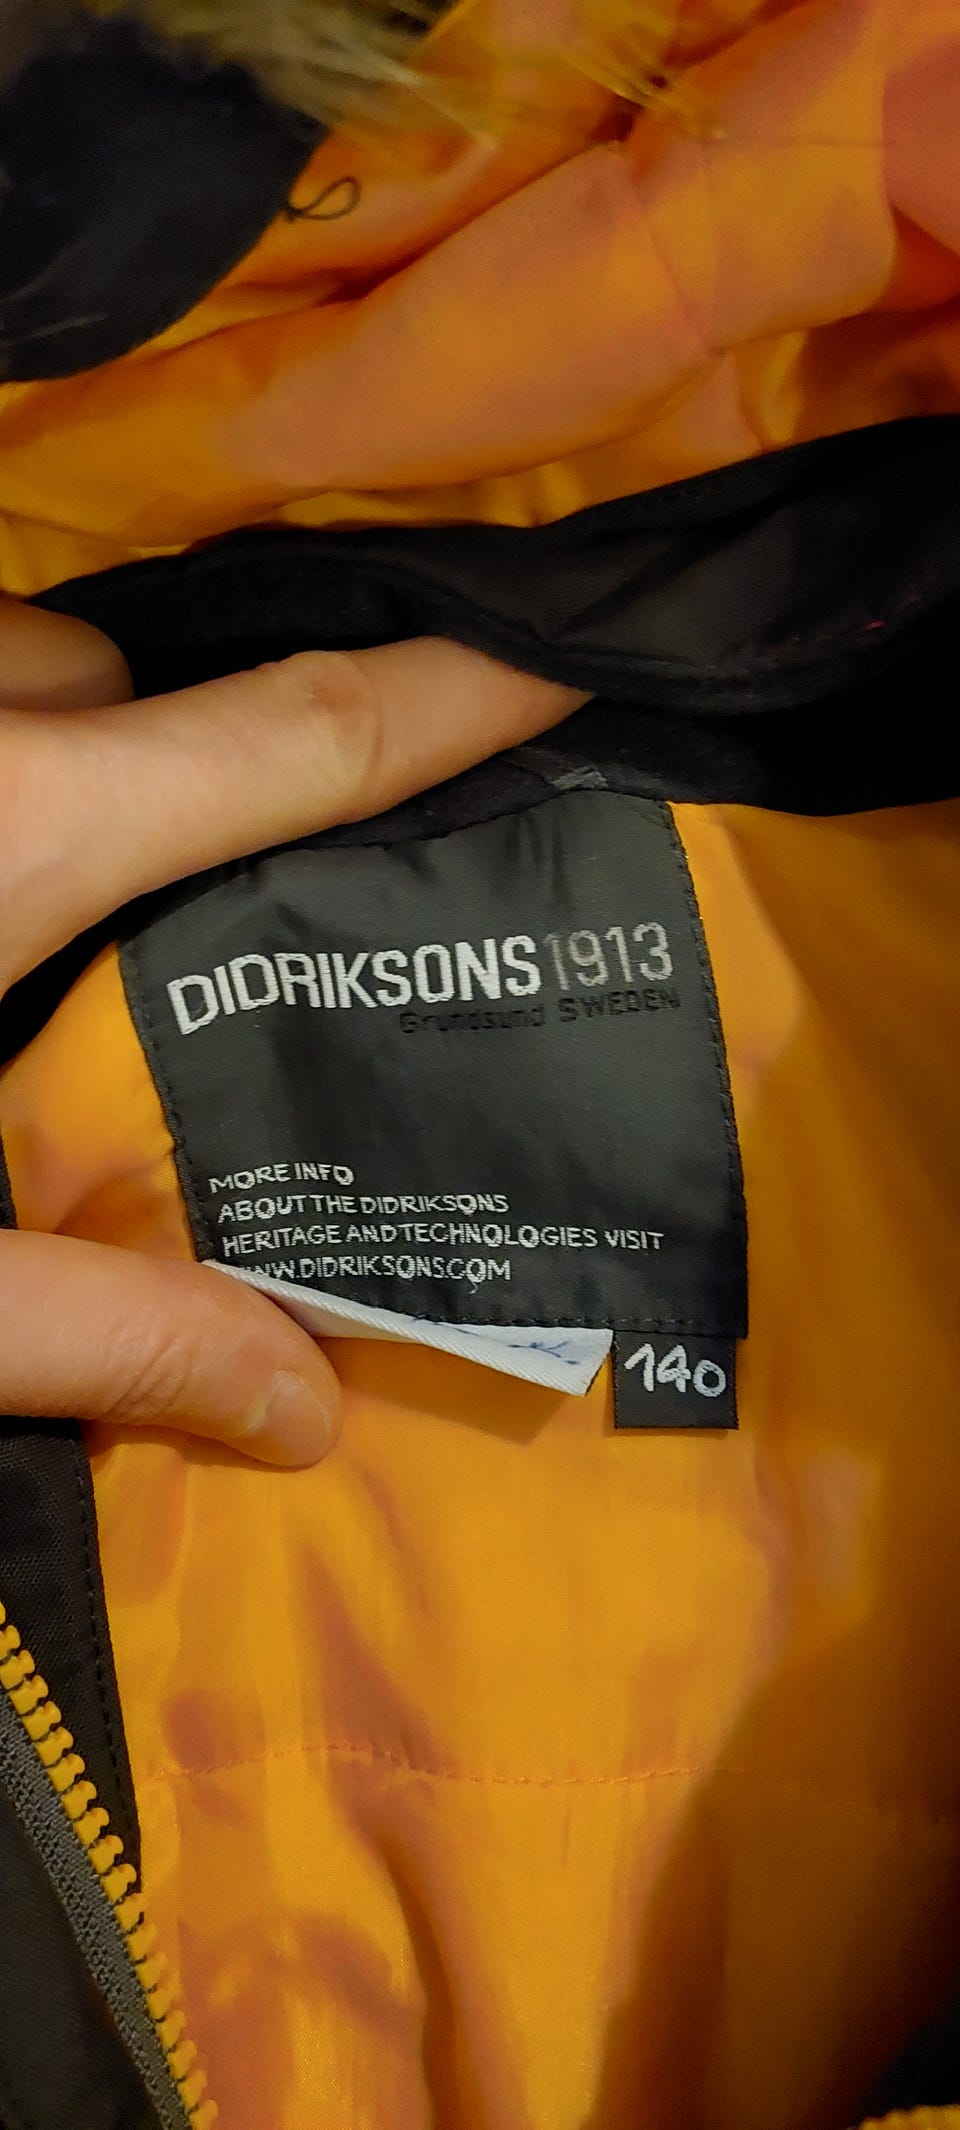 DIDRIKSONS1913
Grundsund SWEDEN
MORE INFO
ABOUT THE DIDRIKSONS
HERITAGE AND TECHNOLOGIES VISIT
WWW.DIDRIKSONS.COM
140